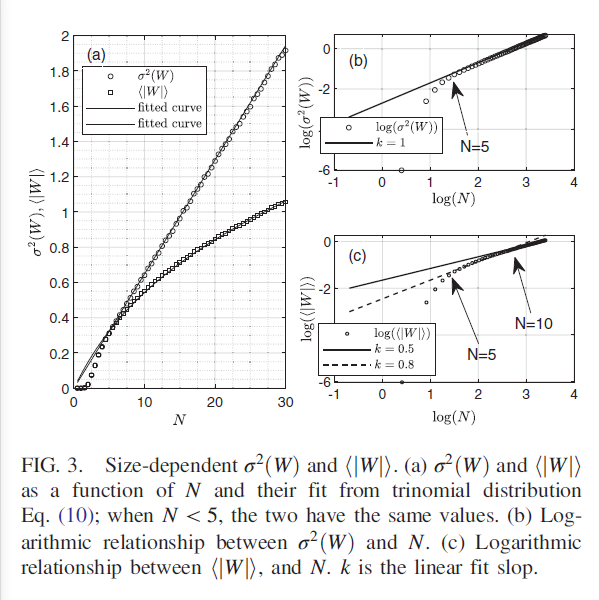 (a)
σ²(W)
⟨|W|⟩
fitted curve
fitted curve
σ²(W), ⟨|W|⟩
2
1.8
1.6
1.4
1.2
1
0.8
0.6
0.4
0.2
0
0
10
20
30
N
(b)
log(σ²(W))
0
-2
-6
log(σ²(W))
k = 1
N=5
-1
0
1
2
3
4
log(N)
(c)
log(⟨|W|⟩)
0
-2
-6
log(⟨|W|⟩)
k = 0.5
k = 0.8
N=10
N=5
-1
0
1
2
3
4
log(N)
FIG. 3. Size-dependent σ²(W) and ⟨|W|⟩. (a) σ²(W) and ⟨|W|⟩
as a function of N and their fit from trinomial distribution
Eq. (10); when N < 5, the two have the same values. (b) Log-
arithmic relationship between σ²(W) and N. (c) Logarithmic
relationship between ⟨|W|⟩, and N. k is the linear fit slop.